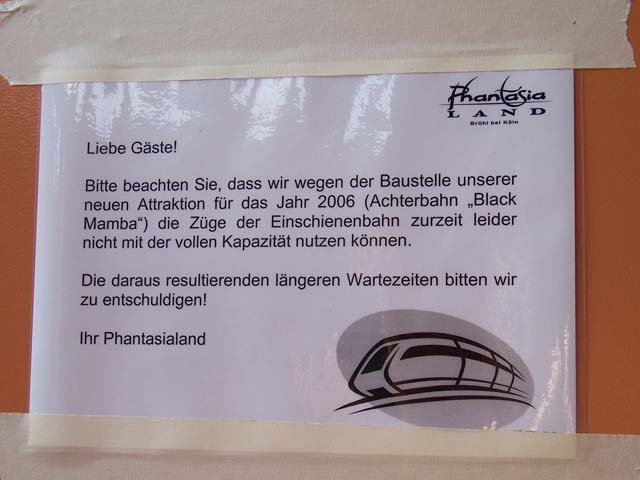 Phantasia
LAND
Brühl bei Köln
Liebe Gäste!
Bitte beachten Sie, dass wir wegen der Baustelle unserer
neuen Attraktion für das Jahr 2006 (Achterbahn „Black
Mamba“) die Züge der Einschienenbahn zurzeit leider
nicht mit der vollen Kapazität nutzen können.
Die daraus resultierenden längeren Wartezeiten bitten wir
zu entschuldigen!
Ihr Phantasialand